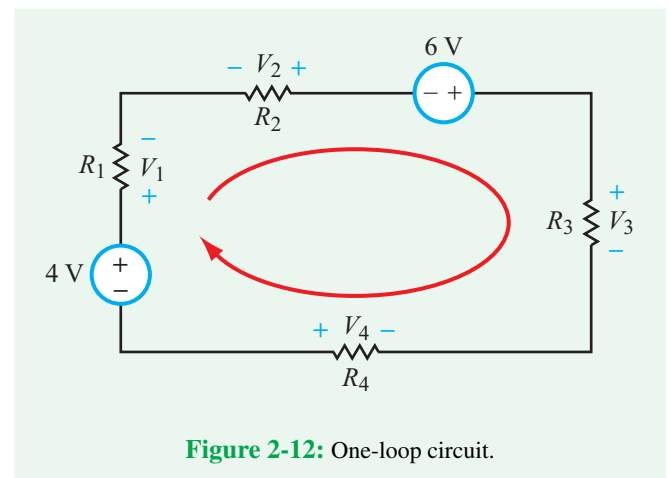 6 V
− V2 +
− +
R2
−
R1 V1
+
+
R3 V3
−
4 V
+
−
+ V4 −
R4
Figure 2-12: One-loop circuit.